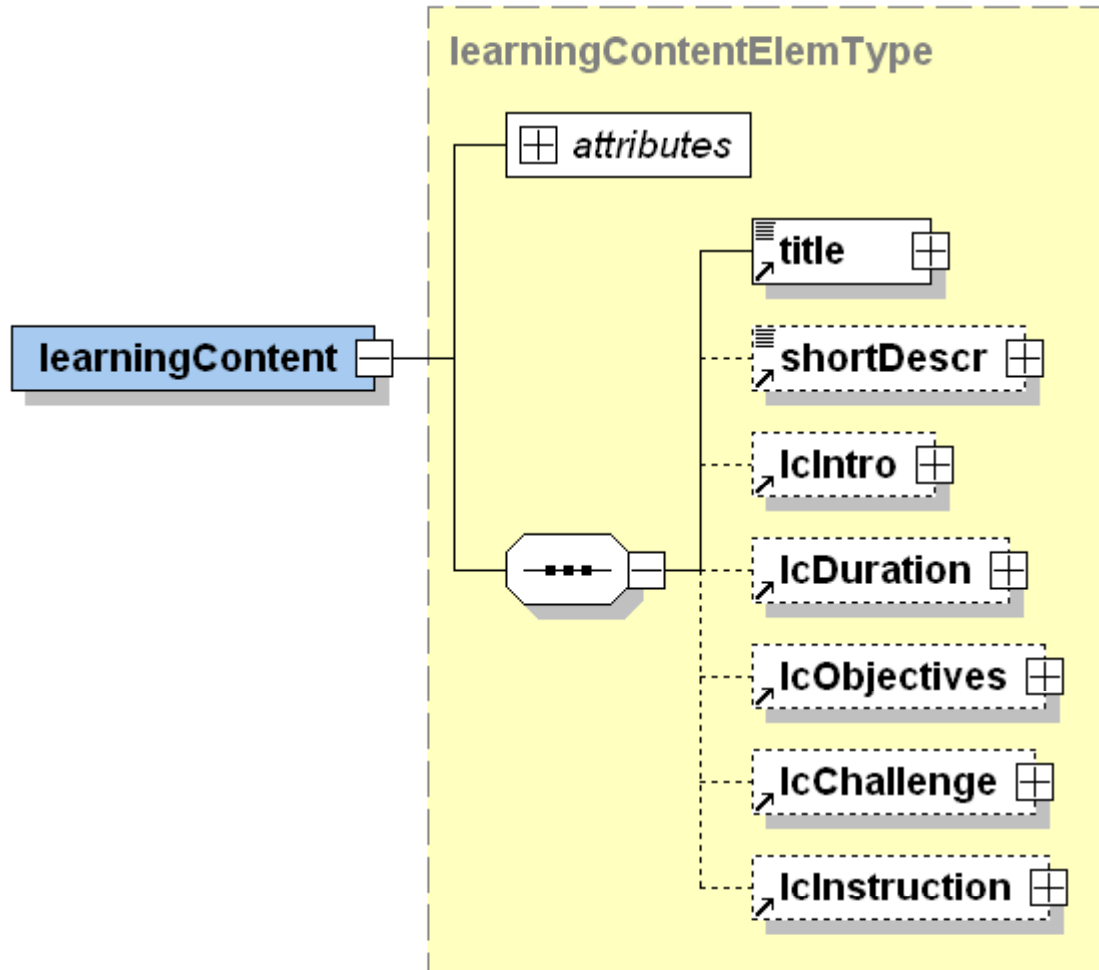 learningContentElemType
attributes
title
learningContent
shortDescr
lcIntro
lcDuration
lcObjectives
lcChallenge
lcInstruction